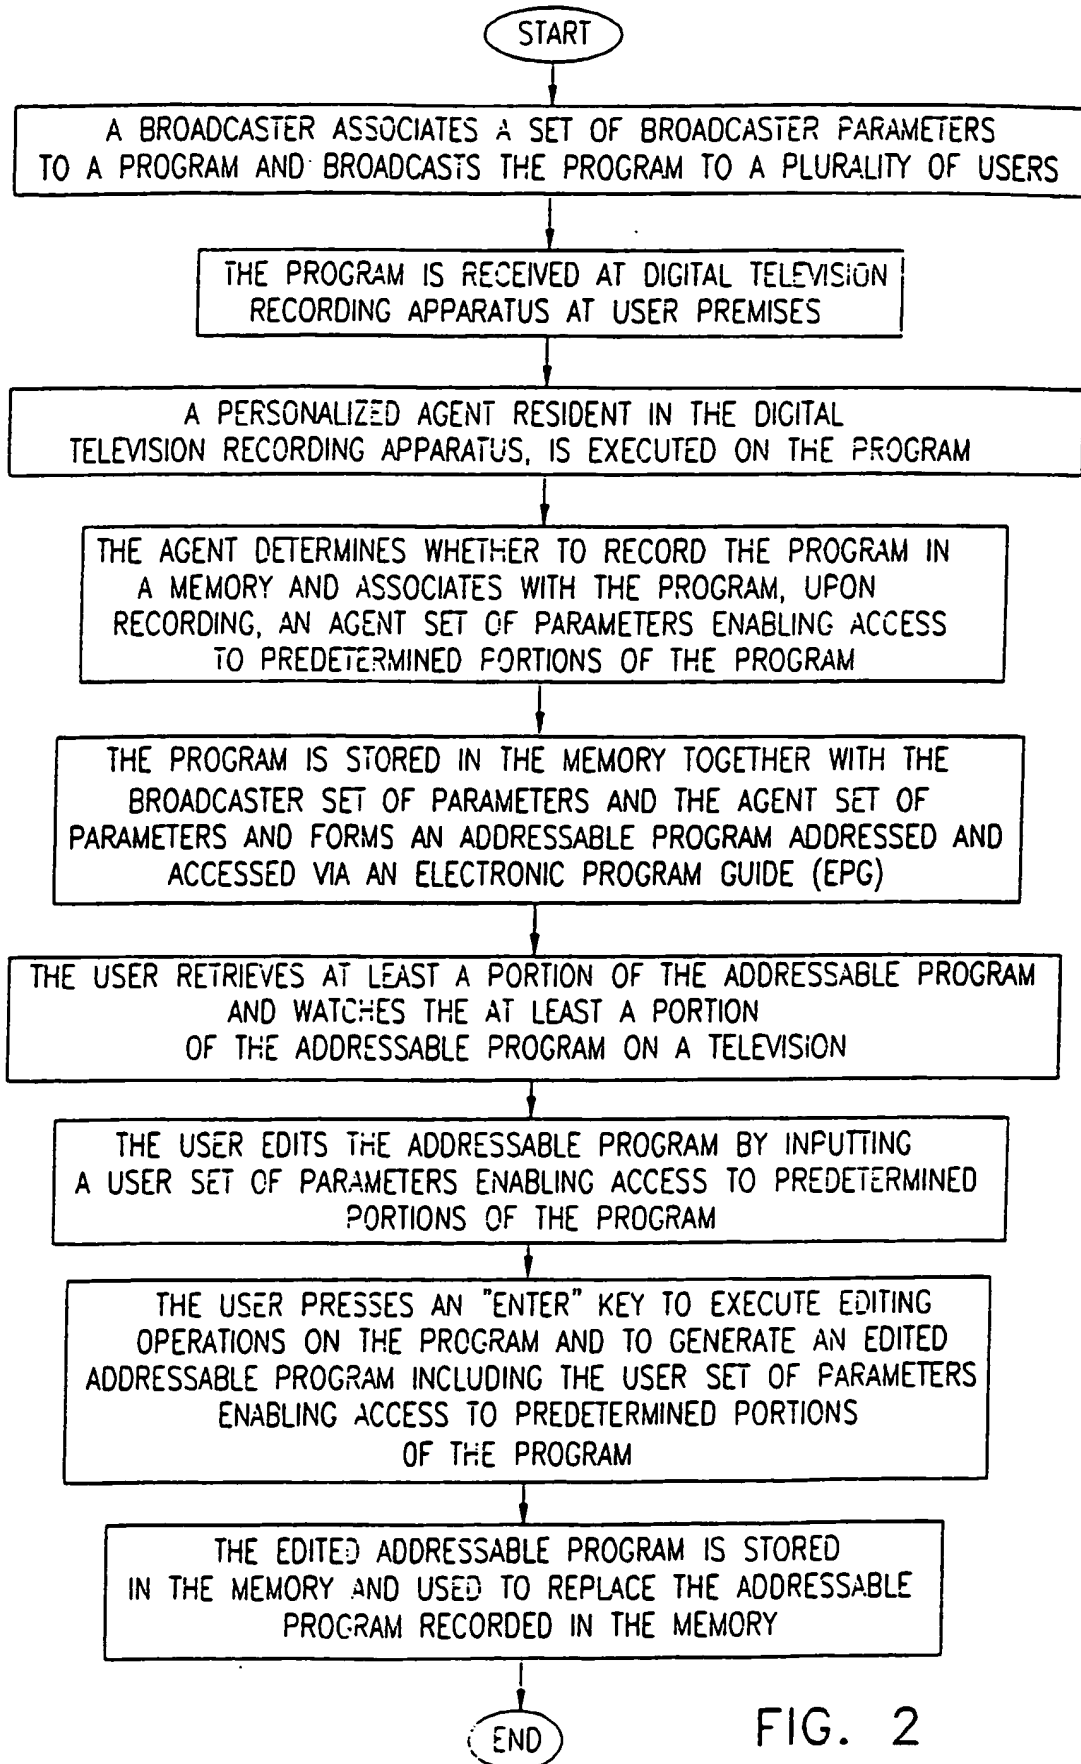 START
A BROADCASTER ASSOCIATES A SET OF BROADCASTER PARAMETERS
TO A PROGRAM AND BROADCASTS THE PROGRAM TO A PLURALITY OF USERS
THE PROGRAM IS RECEIVED AT DIGITAL TELEVISION
RECORDING APPARATUS AT USER PREMISES
A PERSONALIZED AGENT RESIDENT IN THE DIGITAL
TELEVISION RECORDING APPARATUS, IS EXECUTED ON THE PROGRAM
THE AGENT DETERMINES WHETHER TO RECORD THE PROGRAM IN
A MEMORY AND ASSOCIATES WITH THE PROGRAM, UPON
RECORDING, AN AGENT SET OF PARAMETERS ENABLING ACCESS
TO PREDETERMINED PORTIONS OF THE PROGRAM
THE PROGRAM IS STORED IN THE MEMORY TOGETHER WITH THE
BROADCASTER SET OF PARAMETERS AND THE AGENT SET OF
PARAMETERS AND FORMS AN ADDRESSABLE PROGRAM ADDRESSED AND
ACCESSED VIA AN ELECTRONIC PROGRAM GUIDE (EPG)
THE USER RETRIEVES AT LEAST A PORTION OF THE ADDRESSABLE PROGRAM
AND WATCHES THE AT LEAST A PORTION
OF THE ADDRESSABLE PROGRAM ON A TELEVISION
THE USER EDITS THE ADDRESSABLE PROGRAM BY INPUTTING
A USER SET OF PARAMETERS ENABLING ACCESS TO PREDETERMINED
PORTIONS OF THE PROGRAM
THE USER PRESSES AN "ENTER" KEY TO EXECUTE EDITING
OPERATIONS ON THE PROGRAM AND TO GENERATE AN EDITED
ADDRESSABLE PROGRAM INCLUDING THE USER SET OF PARAMETERS
ENABLING ACCESS TO PREDETERMINED PORTIONS
OF THE PROGRAM
THE EDITED ADDRESSABLE PROGRAM IS STORED
IN THE MEMORY AND USED TO REPLACE THE ADDRESSABLE
PROGRAM RECORDED IN THE MEMORY
END
FIG. 2